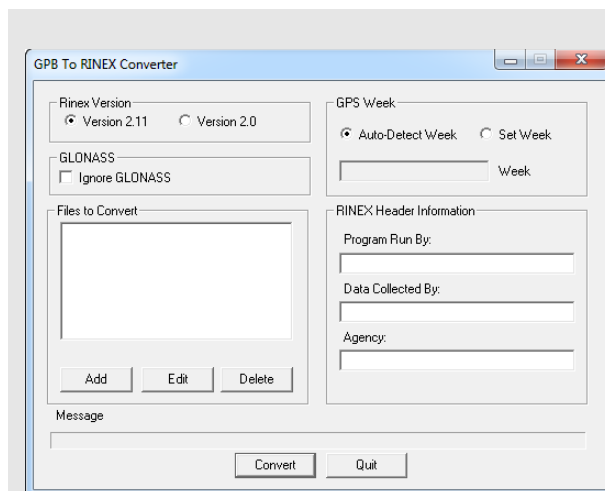 GPB To RINEX Converter
Rinex Version
Version 2.11 Version 2.0
GLONASS
Ignore GLONASS
Files to Convert
Add Edit Delete
GPS Week
Auto-Detect Week Set Week
Week
RINEX Header Information
Program Run By:
Data Collected By:
Agency:
Message
Convert Quit